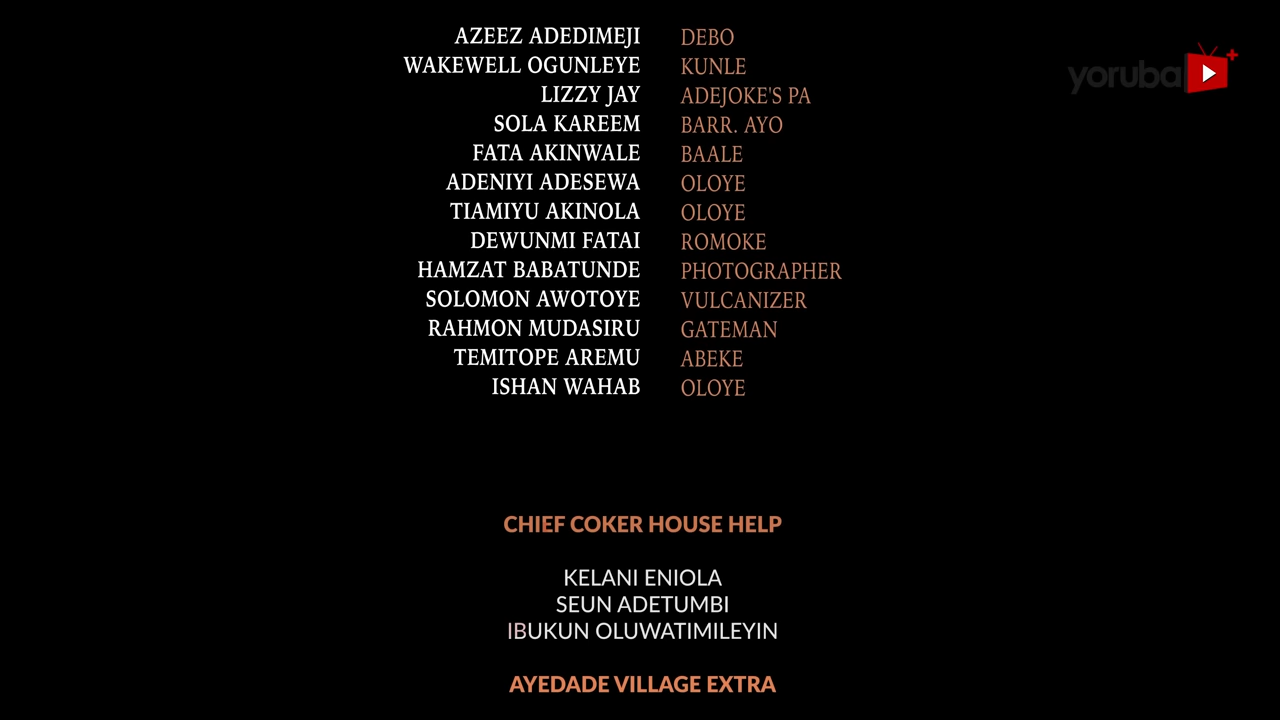 AZEEZ ADEDIMEJI DEBO
WAKEWELL OGUNLEYE KUNLE
LIZZY JAY ADEJOKE'S PA
SOLA KAREEM BARR. AYO
FATA AKINWALE BAALE
ADENIYI ADESEWA OLOYE
TIAMIYU AKINOLA OLOYE
DEWUNMI FATAI ROMOKE
HAMZAT BABATUNDE PHOTOGRAPHER
SOLOMON AWOTOYE VULCANIZER
RAHMON MUDASIRU GATEMAN
TEMITOPE AREMU ABEKE
ISHAN WAHAB OLOYE
yoruba+
CHIEF COKER HOUSE HELP
KELANI ENIOLA
SEUN ADETUMBI
IBUKUN OLUWATIMILEYIN
AYEDADE VILLAGE EXTRA